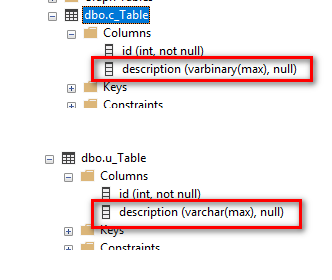 dbo.c_Table
Columns
id (int, not null)
description (varbinary(max), null)
Keys
Constraints
dbo.u_Table
Columns
id (int, not null)
description (varchar(max), null)
Keys
Constraints